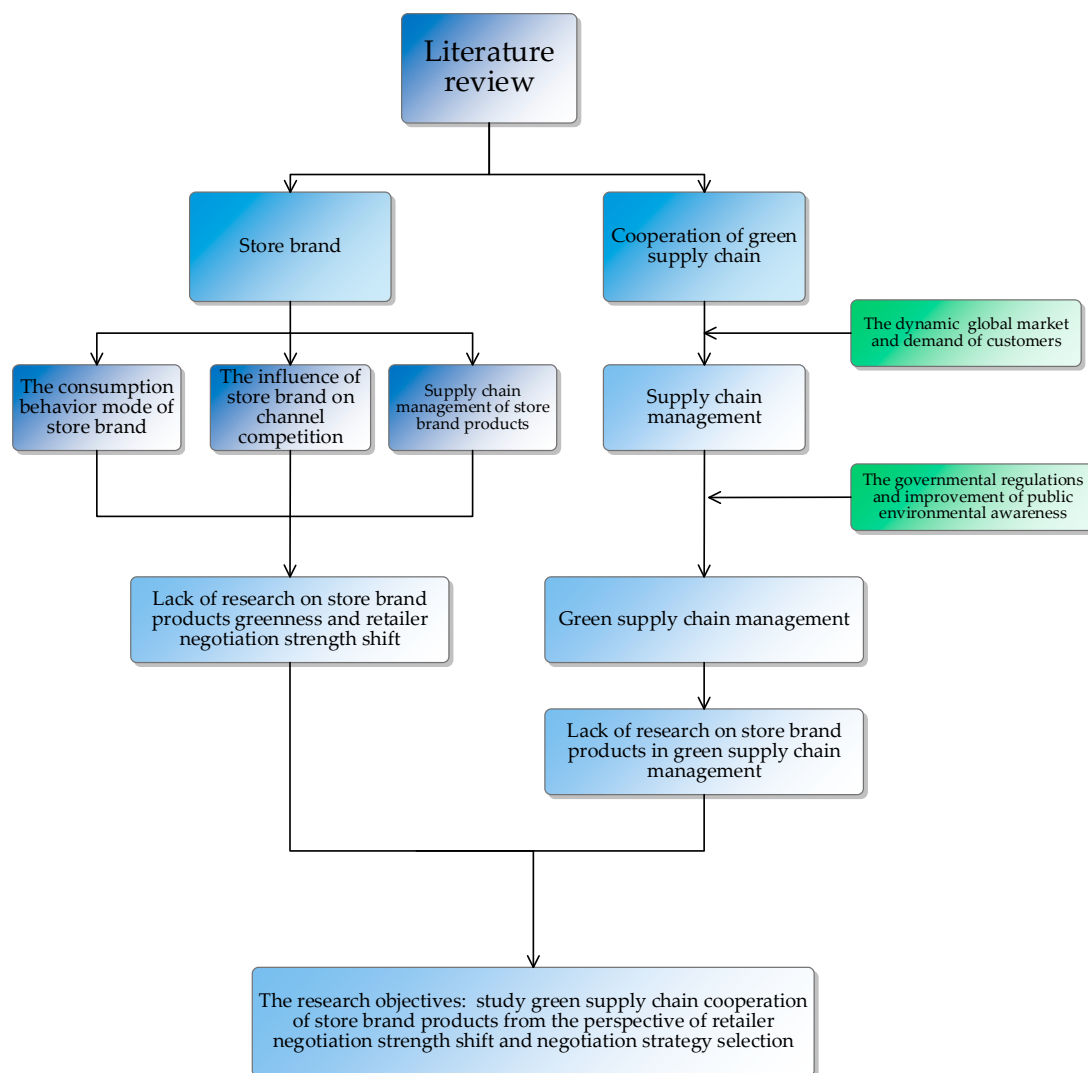 Literature
review
Store brand
Cooperation of green
supply chain
The dynamic global market
and demand of customers
The consumption
behavior mode of
store brand
The influence of
store brand on
channel
competition
Supply chain
management of store
brand products
Supply chain
management
The governmental regulations
and improvement of public
environmental awareness
Lack of research on store brand
products greenness and retailer
negotiation strength shift
Green supply chain management
Lack of research on store brand
products in green supply chain
management
The research objectives: study green supply chain cooperation
of store brand products from the perspective of retailer
negotiation strength shift and negotiation strategy selection